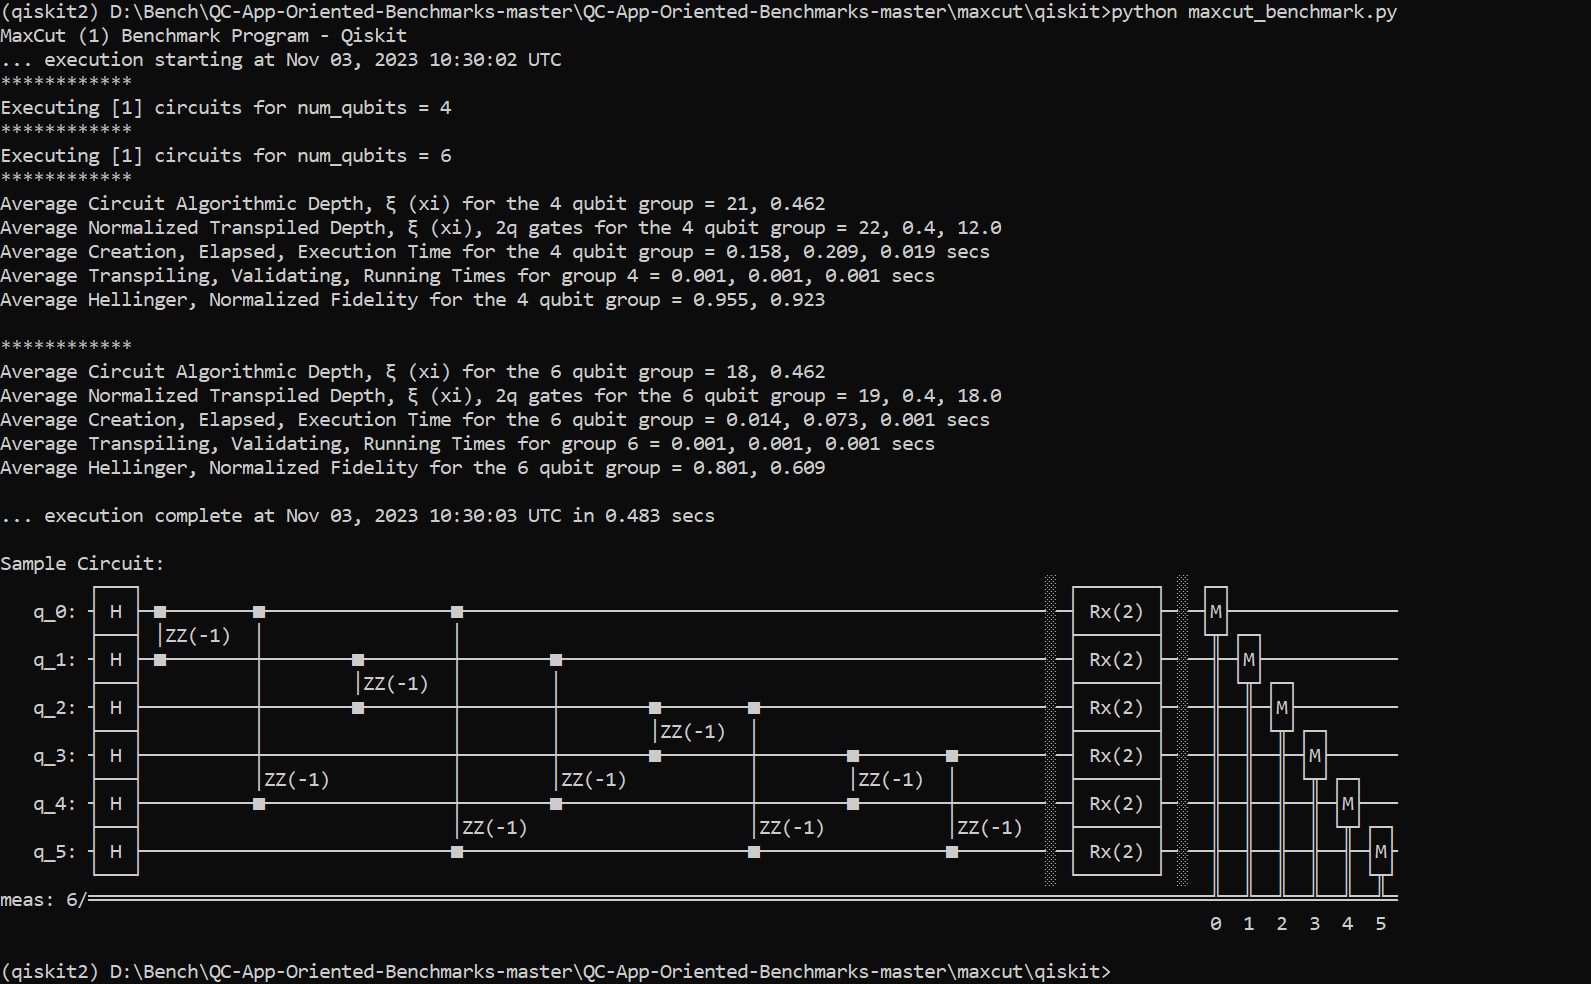 (qiskit2) D:\Bench\QC-App-Oriented-Benchmarks-master\QC-App-Oriented-Benchmarks-master\maxcut\qiskit>python maxcut_benchmark.py
MaxCut (1) Benchmark Program - Qiskit
... execution starting at Nov 03, 2023 10:30:02 UTC
************
Executing [1] circuits for num_qubits = 4
************
Executing [1] circuits for num_qubits = 6
************
Average Circuit Algorithmic Depth, ξ (xi) for the 4 qubit group = 21, 0.462
Average Normalized Transpiled Depth, ξ (xi), 2q gates for the 4 qubit group = 22, 0.4, 12.0
Average Creation, Elapsed, Execution Time for the 4 qubit group = 0.158, 0.209, 0.019 secs
Average Transpiling, Validating, Running Times for group 4 = 0.001, 0.001, 0.001 secs
Average Hellinger, Normalized Fidelity for the 4 qubit group = 0.955, 0.923
************
Average Circuit Algorithmic Depth, ξ (xi) for the 6 qubit group = 18, 0.462
Average Normalized Transpiled Depth, ξ (xi), 2q gates for the 6 qubit group = 19, 0.4, 18.0
Average Creation, Elapsed, Execution Time for the 6 qubit group = 0.014, 0.073, 0.001 secs
Average Transpiling, Validating, Running Times for group 6 = 0.001, 0.001, 0.001 secs
Average Hellinger, Normalized Fidelity for the 6 qubit group = 0.801, 0.609
... execution complete at Nov 03, 2023 10:30:03 UTC in 0.483 secs
Sample Circuit:
q_0: H Rx(2) M
ZZ(-1)
q_1: H Rx(2) M
ZZ(-1)
q_2: H Rx(2) M
ZZ(-1)
q_3: H Rx(2) M
ZZ(-1) ZZ(-1) ZZ(-1)
q_4: H Rx(2) M
ZZ(-1) ZZ(-1) ZZ(-1)
q_5: H Rx(2) M
meas: 6/
0 1 2 3 4 5
(qiskit2) D:\Bench\QC-App-Oriented-Benchmarks-master\QC-App-Oriented-Benchmarks-master\maxcut\qiskit>